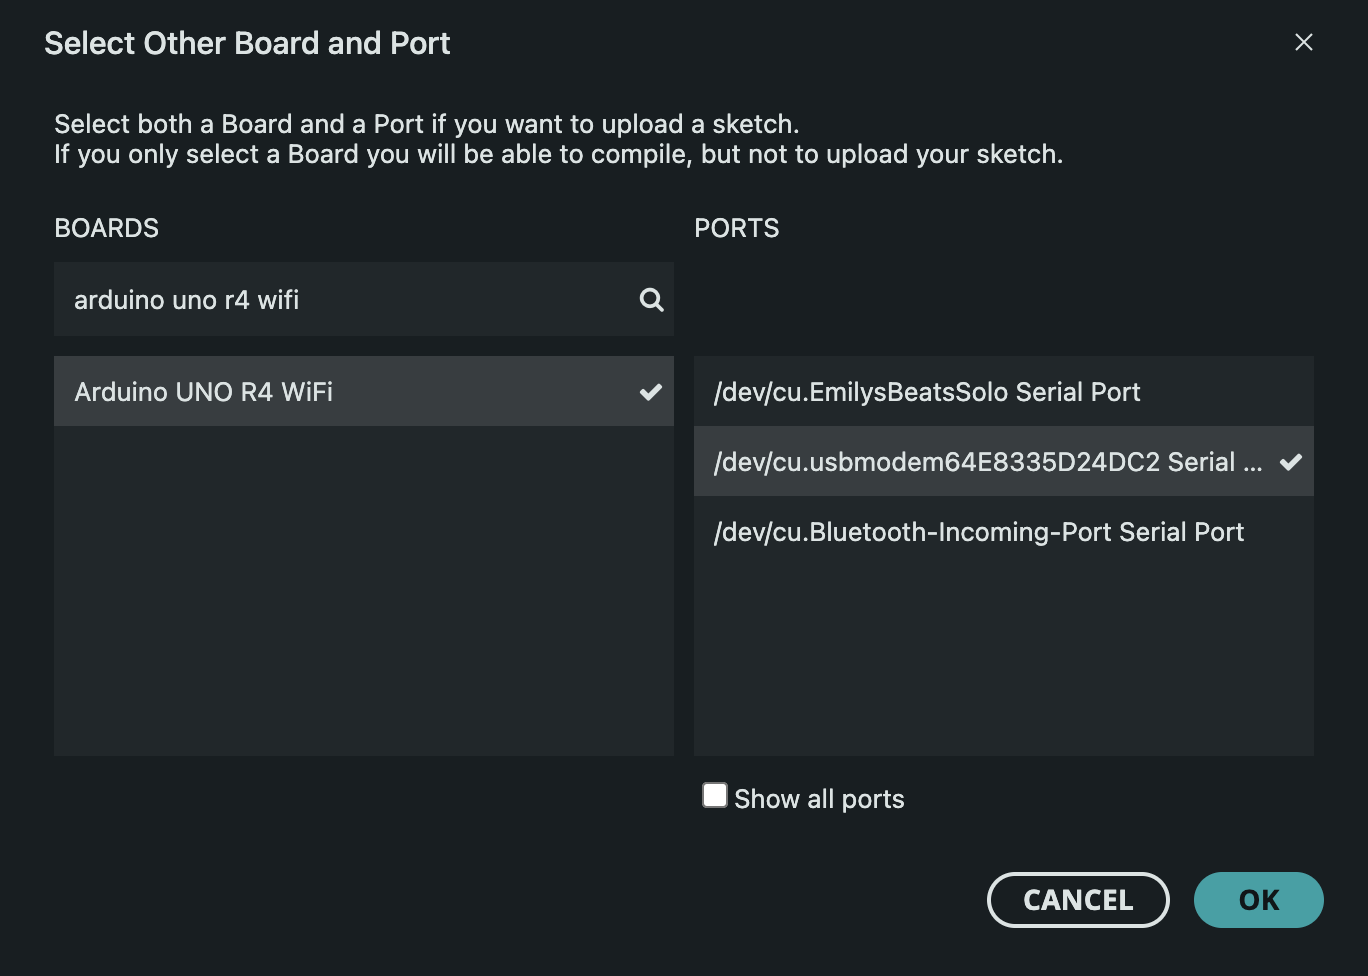 Select Other Board and Port
Select both a Board and a Port if you want to upload a sketch.
If you only select a Board you will be able to compile, but not to upload your sketch.
BOARDS
arduino uno r4 wifi
Arduino UNO R4 WiFi
PORTS
/dev/cu.EmilysBeatsSolo Serial Port
/dev/cu.usbmodem64E8335D24DC2 Serial ...
/dev/cu.Bluetooth-Incoming-Port Serial Port
Show all ports
CANCEL
OK